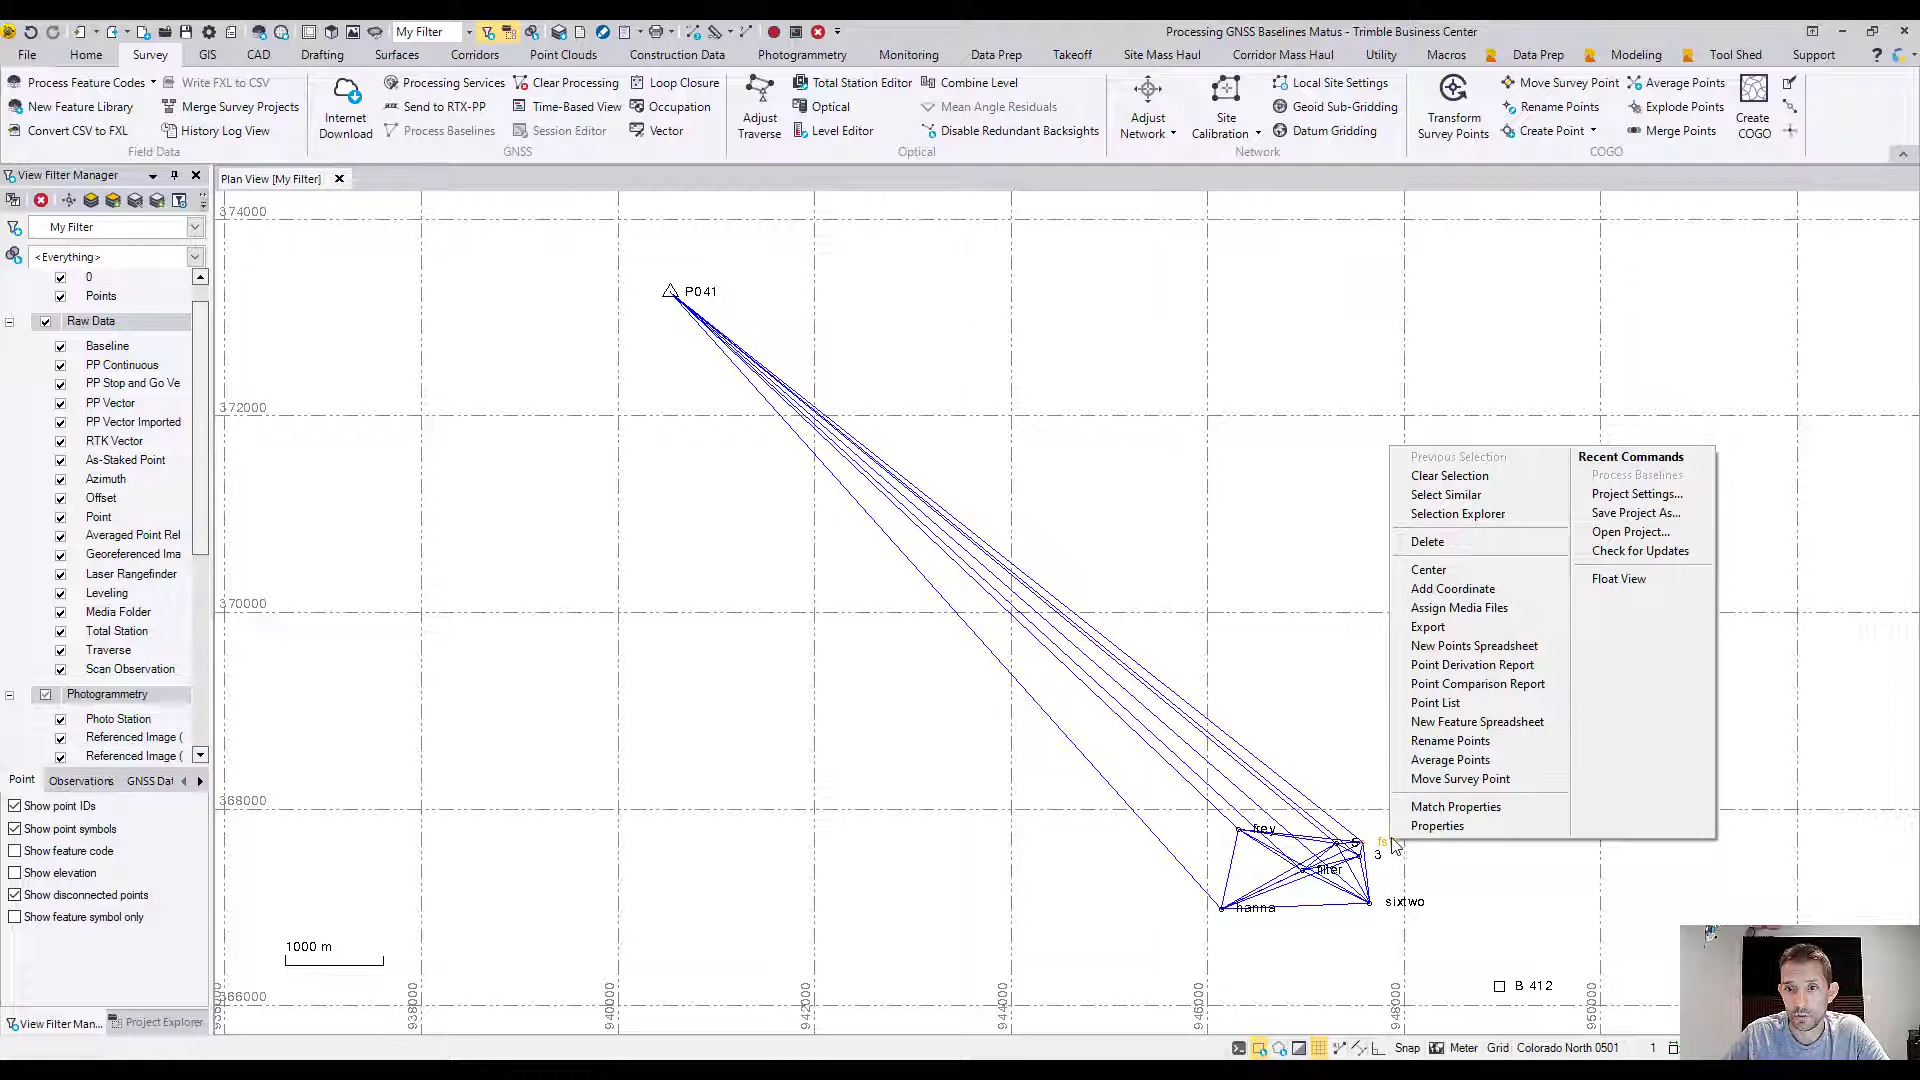 My Filter
Processing GNSS Baselines Matus - Trimble Business Center
File Home Survey GIS CAD Drafting Surfaces Corridors Point Clouds Construction Data Photogrammetry Monitoring Data Prep Takeoff Site Mass Haul Corridor Mass Haul Utility Macros Data Prep Modeling Tool Shed Support
Process Feature Codes
New Feature Library
Convert CSV to FXL
Write FXL to CSV
Merge Survey Projects
History Log View
Field Data
Internet
Download
Processing Services
Send to RTX-PP
Process Baselines
Clear Processing
Time-Based View
Session Editor
Loop Closure
Occupation
Vector
GNSS
Adjust
Traverse
Total Station Editor
Optical
Level Editor
Combine Level
Mean Angle Residuals
Disable Redundant Backsights
Optical
Adjust
Network
Site
Calibration
Local Site Settings
Geoid Sub-Gridding
Datum Gridding
Network
Transform
Survey Points
Move Survey Point
Rename Points
Create Point
Average Points
Explode Points
Merge Points
Create
COGO
COGO
View Filter Manager
My Filter
<Everything>
0
Points
Raw Data
Baseline
PP Continuous
PP Stop and Go Ve
PP Vector
PP Vector Imported
RTK Vector
As-Staked Point
Azimuth
Offset
Point
Averaged Point Rel
Georeferenced Ima
Laser Rangefinder
Leveling
Media Folder
Total Station
Traverse
Scan Observation
Photogrammetry
Photo Station
Referenced Image (
Referenced Image (
Point Observations GNSS Dat
Show point IDs
Show point symbols
Show feature code
Show elevation
Show disconnected points
Show feature symbol only
View Filter Man...
Project Explorer
Plan View [My Filter]
374000
372000
370000
368000
366000
938000
940000
942000
944000
946000
948000
950000
P041
frey
5
fs
3
filter
hanna
sixtwo
B 412
1000 m
Previous Selection
Clear Selection
Select Similar
Selection Explorer
Delete
Center
Add Coordinate
Assign Media Files
Export
New Points Spreadsheet
Point Derivation Report
Point Comparison Report
Point List
New Feature Spreadsheet
Rename Points
Average Points
Move Survey Point
Match Properties
Properties
Recent Commands
Process Baselines
Project Settings...
Save Project As...
Open Project...
Check for Updates
Float View
Snap Meter Grid Colorado North 0501 1